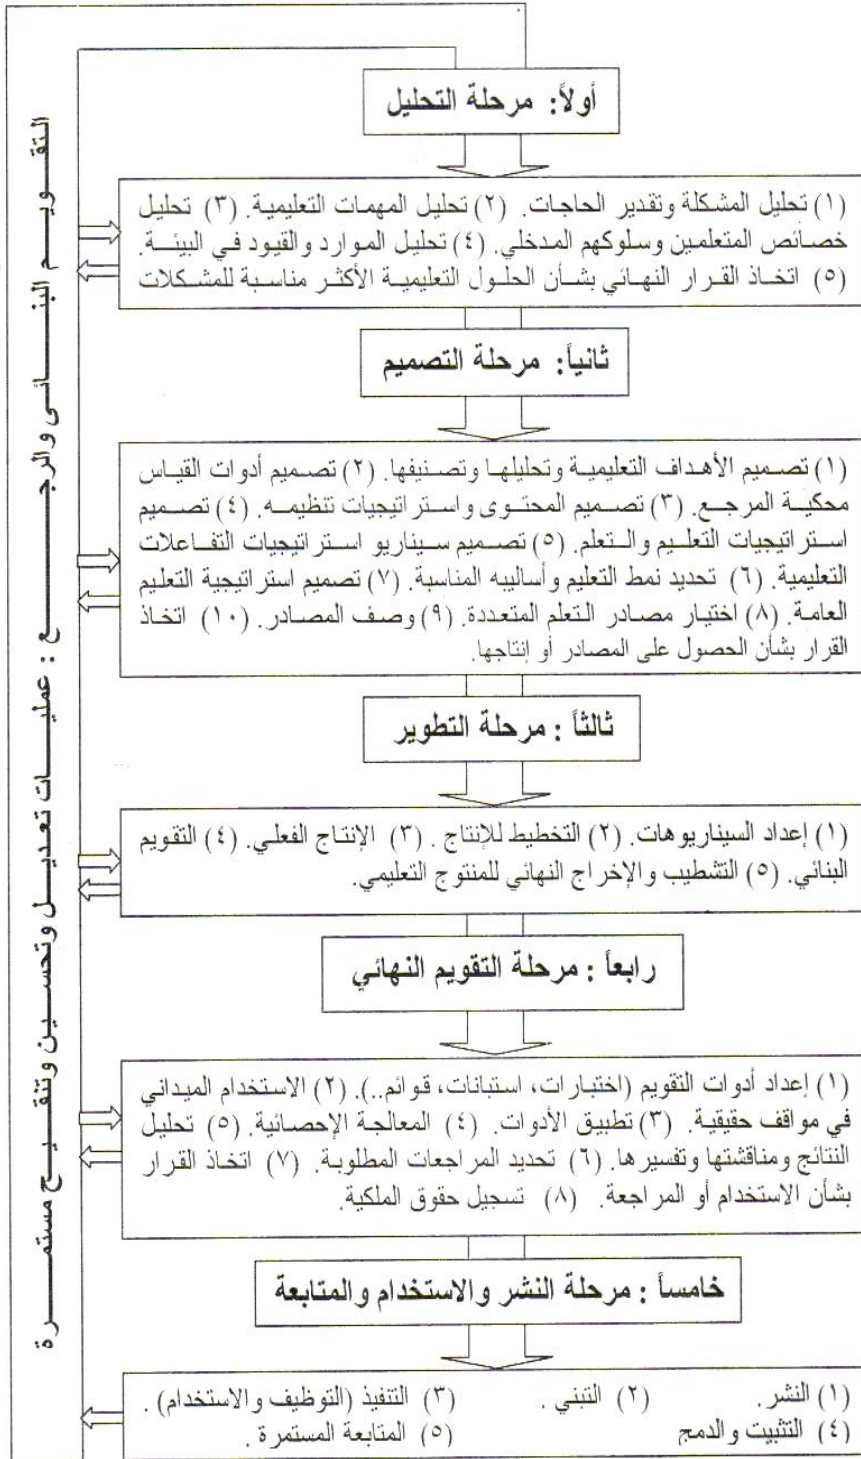 أولاً: مرحلة التحليل
(١) تحليل المشكلة وتقدير الحاجات. (٢) تحليل المهمات التعليمية. (٣) تحليل
خصائص المتعلمين وسلوكهم المدخلي. (٤) تحليل الموارد والقيود في البيئة.
(٥) اتخاذ القرار النهائي بشأن الحلول التعليمية الأكثر مناسبة للمشكلات
ثانياً: مرحلة التصميم
(١) تصميم الأهداف التعليمية وتحليلها وتصنيفها. (٢) تصميم أدوات القياس
محكية المرجع. (٣) تصميم المحتوى واستراتيجيات تنظيمه. (٤) تصميم
استراتيجيات التعليم والتعلم. (٥) تصميم سيناريو استراتيجيات التفاعلات
التعليمية. (٦) تحديد نمط التعليم وأساليبه المناسبة. (٧) تصميم استراتيجية التعليم
العامة. (٨) اختيار مصادر التعلم المتعددة. (٩) وصف المصادر. (١٠) اتخاذ
القرار بشأن الحصول على المصادر أو إنتاجها.
ثالثاً : مرحلة التطوير
(١) إعداد السيناريوهات. (٢) التخطيط للإنتاج . (٣) الإنتاج الفعلي. (٤) التقويم
البنائي. (٥) التشطيب والإخراج النهائي للمنتوج التعليمي.
رابعاً : مرحلة التقويم النهائي
(١) إعداد أدوات التقويم (اختبارات، استبانات، قوائم..). (٢) الاستخدام الميداني
في مواقف حقيقية. (٣) تطبيق الأدوات. (٤) المعالجة الإحصائية. (٥) تحليل
النتائج ومناقشتها وتفسيرها. (٦) تحديد المراجعات المطلوبة. (٧) اتخاذ القرار
بشأن الاستخدام أو المراجعة. (٨) تسجيل حقوق الملكية.
خامساً : مرحلة النشر والاستخدام والمتابعة
(١) النشر. (٢) التبني . (٣) التنفيذ (التوظيف والاستخدام) .
(٤) التثبيت والدمج (٥) المتابعة المستمرة .
التقويم البنائي والرجع : عمليات تعديل وتحسين وتنقيح مستمرة